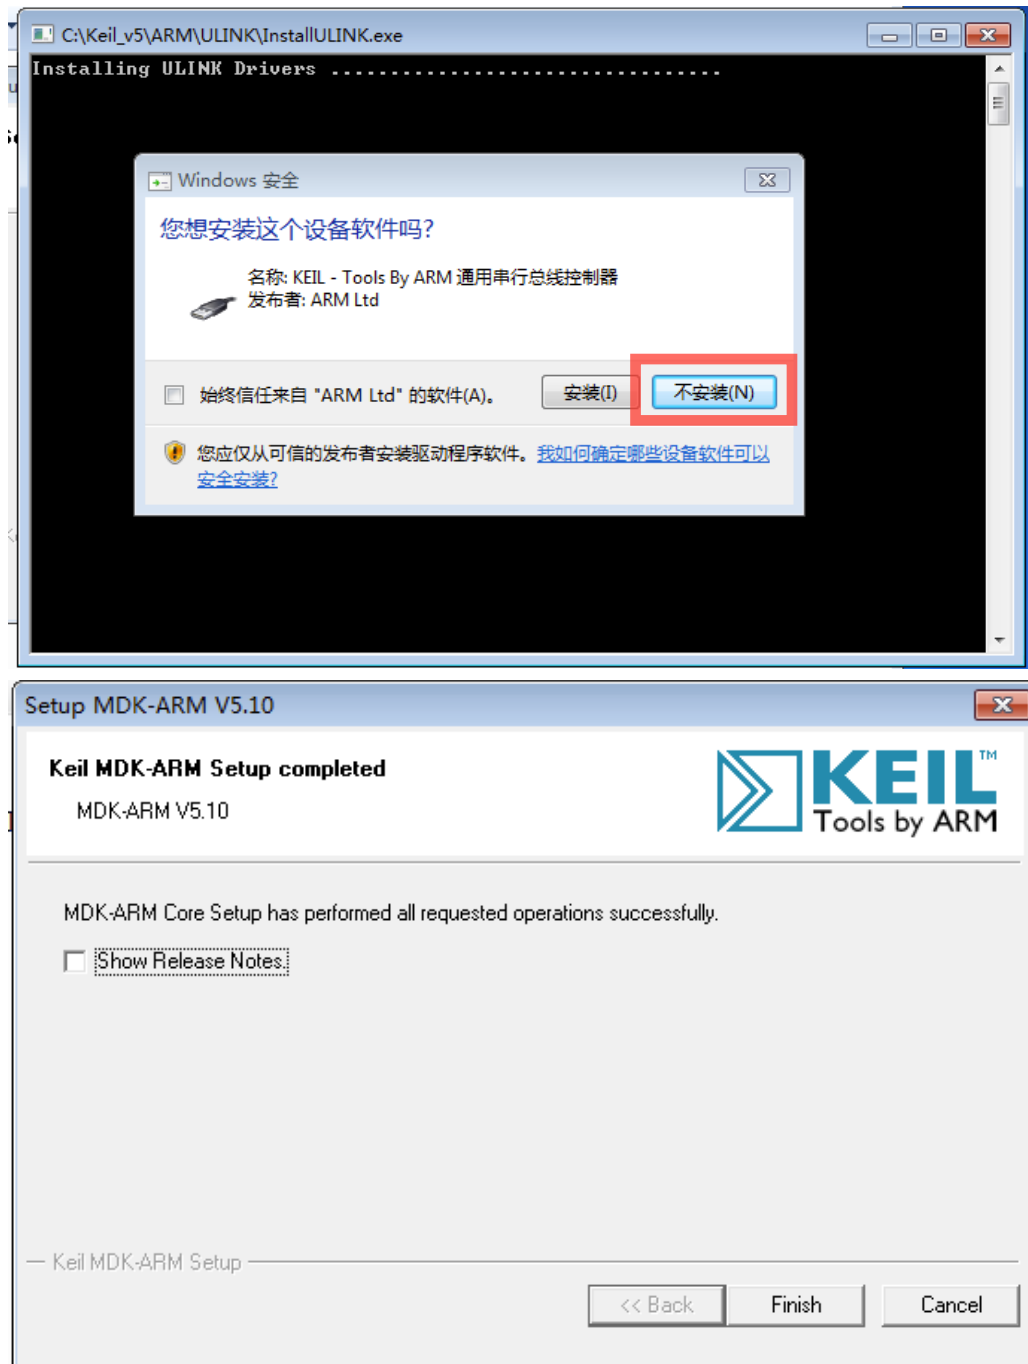 C:\Keil_v5\ARM\ULINK\InstallULINK.exe
Installing ULINK Drivers .................................
Windows 安全
您想安装这个设备软件吗?
名称: KEIL - Tools By ARM 通用串行总线控制器
发布者: ARM Ltd
始终信任来自 "ARM Ltd" 的软件(A)。
安装(I)
不安装(N)
您应仅从可信的发布者安装驱动程序软件。我如何确定哪些设备软件可以
安全安装?
Setup MDK-ARM V5.10
Keil MDK-ARM Setup completed
MDK-ARM V5.10
KEIL™
Tools by ARM
MDK-ARM Core Setup has performed all requested operations successfully.
Show Release Notes.
Keil MDK-ARM Setup
<< Back
Finish
Cancel